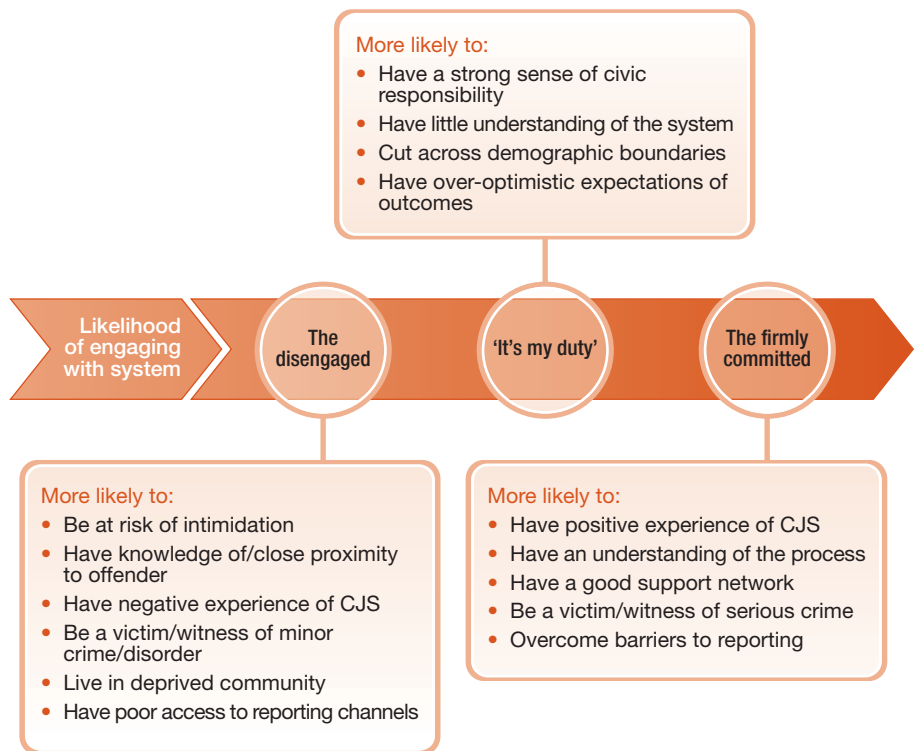 More likely to:
• Have a strong sense of civic
responsibility
• Have little understanding of the system
• Cut across demographic boundaries
• Have over-optimistic expectations of
outcomes
Likelihood
of engaging
with system
The
disengaged
‘It’s my duty’
The firmly
committed
More likely to:
• Be at risk of intimidation
• Have knowledge of/close proximity
to offender
• Have negative experience of CJS
• Be a victim/witness of minor
crime/disorder
• Live in deprived community
• Have poor access to reporting channels
More likely to:
• Have positive experience of CJS
• Have an understanding of the process
• Have a good support network
• Be a victim/witness of serious crime
• Overcome barriers to reporting